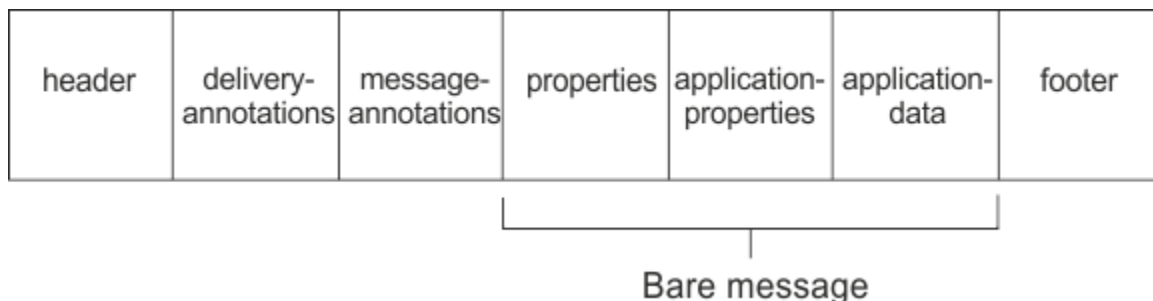 header
delivery-
annotations
message-
annotations
properties
application-
properties
application-
data
footer
Bare message